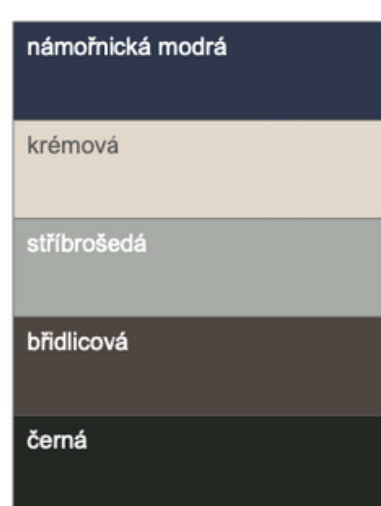 námořnická modrá
krémová
stříbrošedá
břidlicová
černá